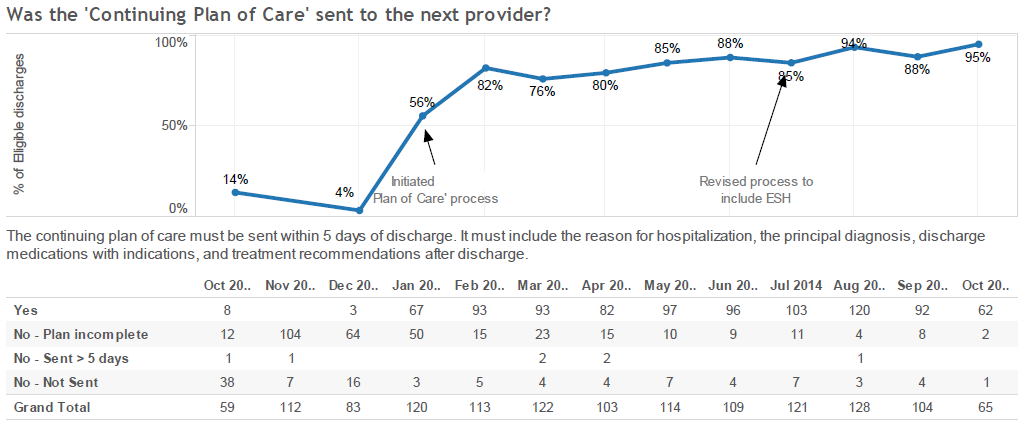 Was the 'Continuing Plan of Care' sent to the next provider?
% of Eligible discharges
100%
50%
0%
14%
4%
56%
82%
76%
80%
85%
88%
85%
94%
88%
95%
Initiated
Plan of Care' process
Revised process to
include ESH
The continuing plan of care must be sent within 5 days of discharge. It must include the reason for hospitalization, the principal diagnosis, discharge
medications with indications, and treatment recommendations after discharge.
Oct 20.. Nov 20.. Dec 20.. Jan 20.. Feb 20.. Mar 20.. Apr 20.. May 20.. Jun 20.. Jul 2014 Aug 20.. Sep 20.. Oct 20..
Yes 8 3 67 93 93 82 97 96 103 120 92 62
No - Plan incomplete 12 104 64 50 15 23 15 10 9 11 4 8 2
No - Sent > 5 days 1 1 2 2 1
No - Not Sent 38 7 16 3 5 4 4 7 4 7 3 4 1
Grand Total 59 112 83 120 113 122 103 114 109 121 128 104 65